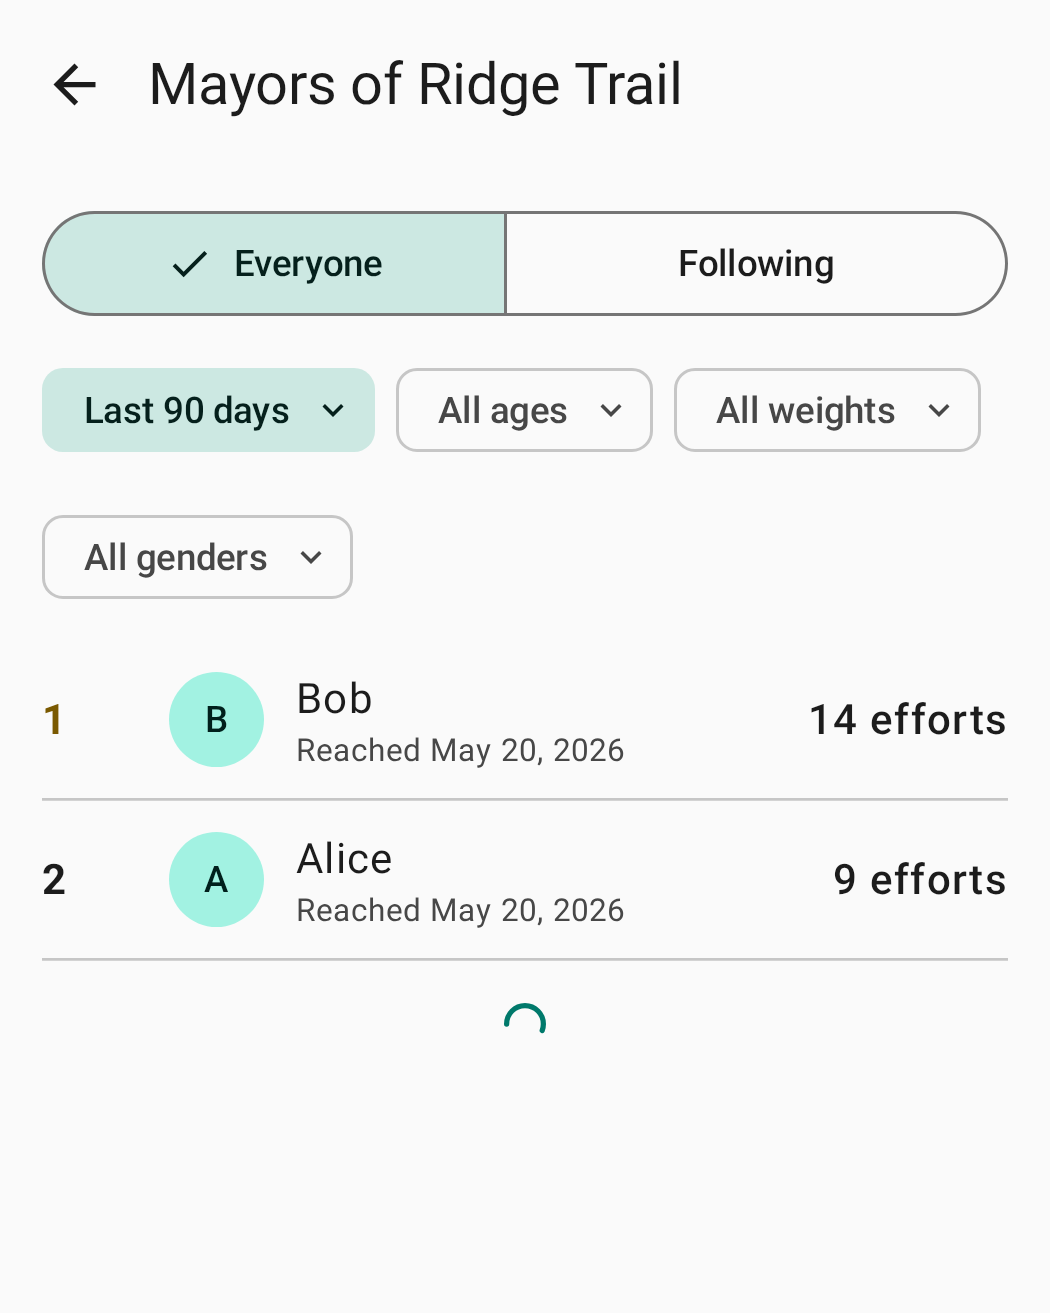 Mayors of Ridge Trail
Everyone
Following
Last 90 days
All ages
All weights
All genders
1
B
Bob
Reached May 20, 2026
14 efforts
2
A
Alice
Reached May 20, 2026
9 efforts